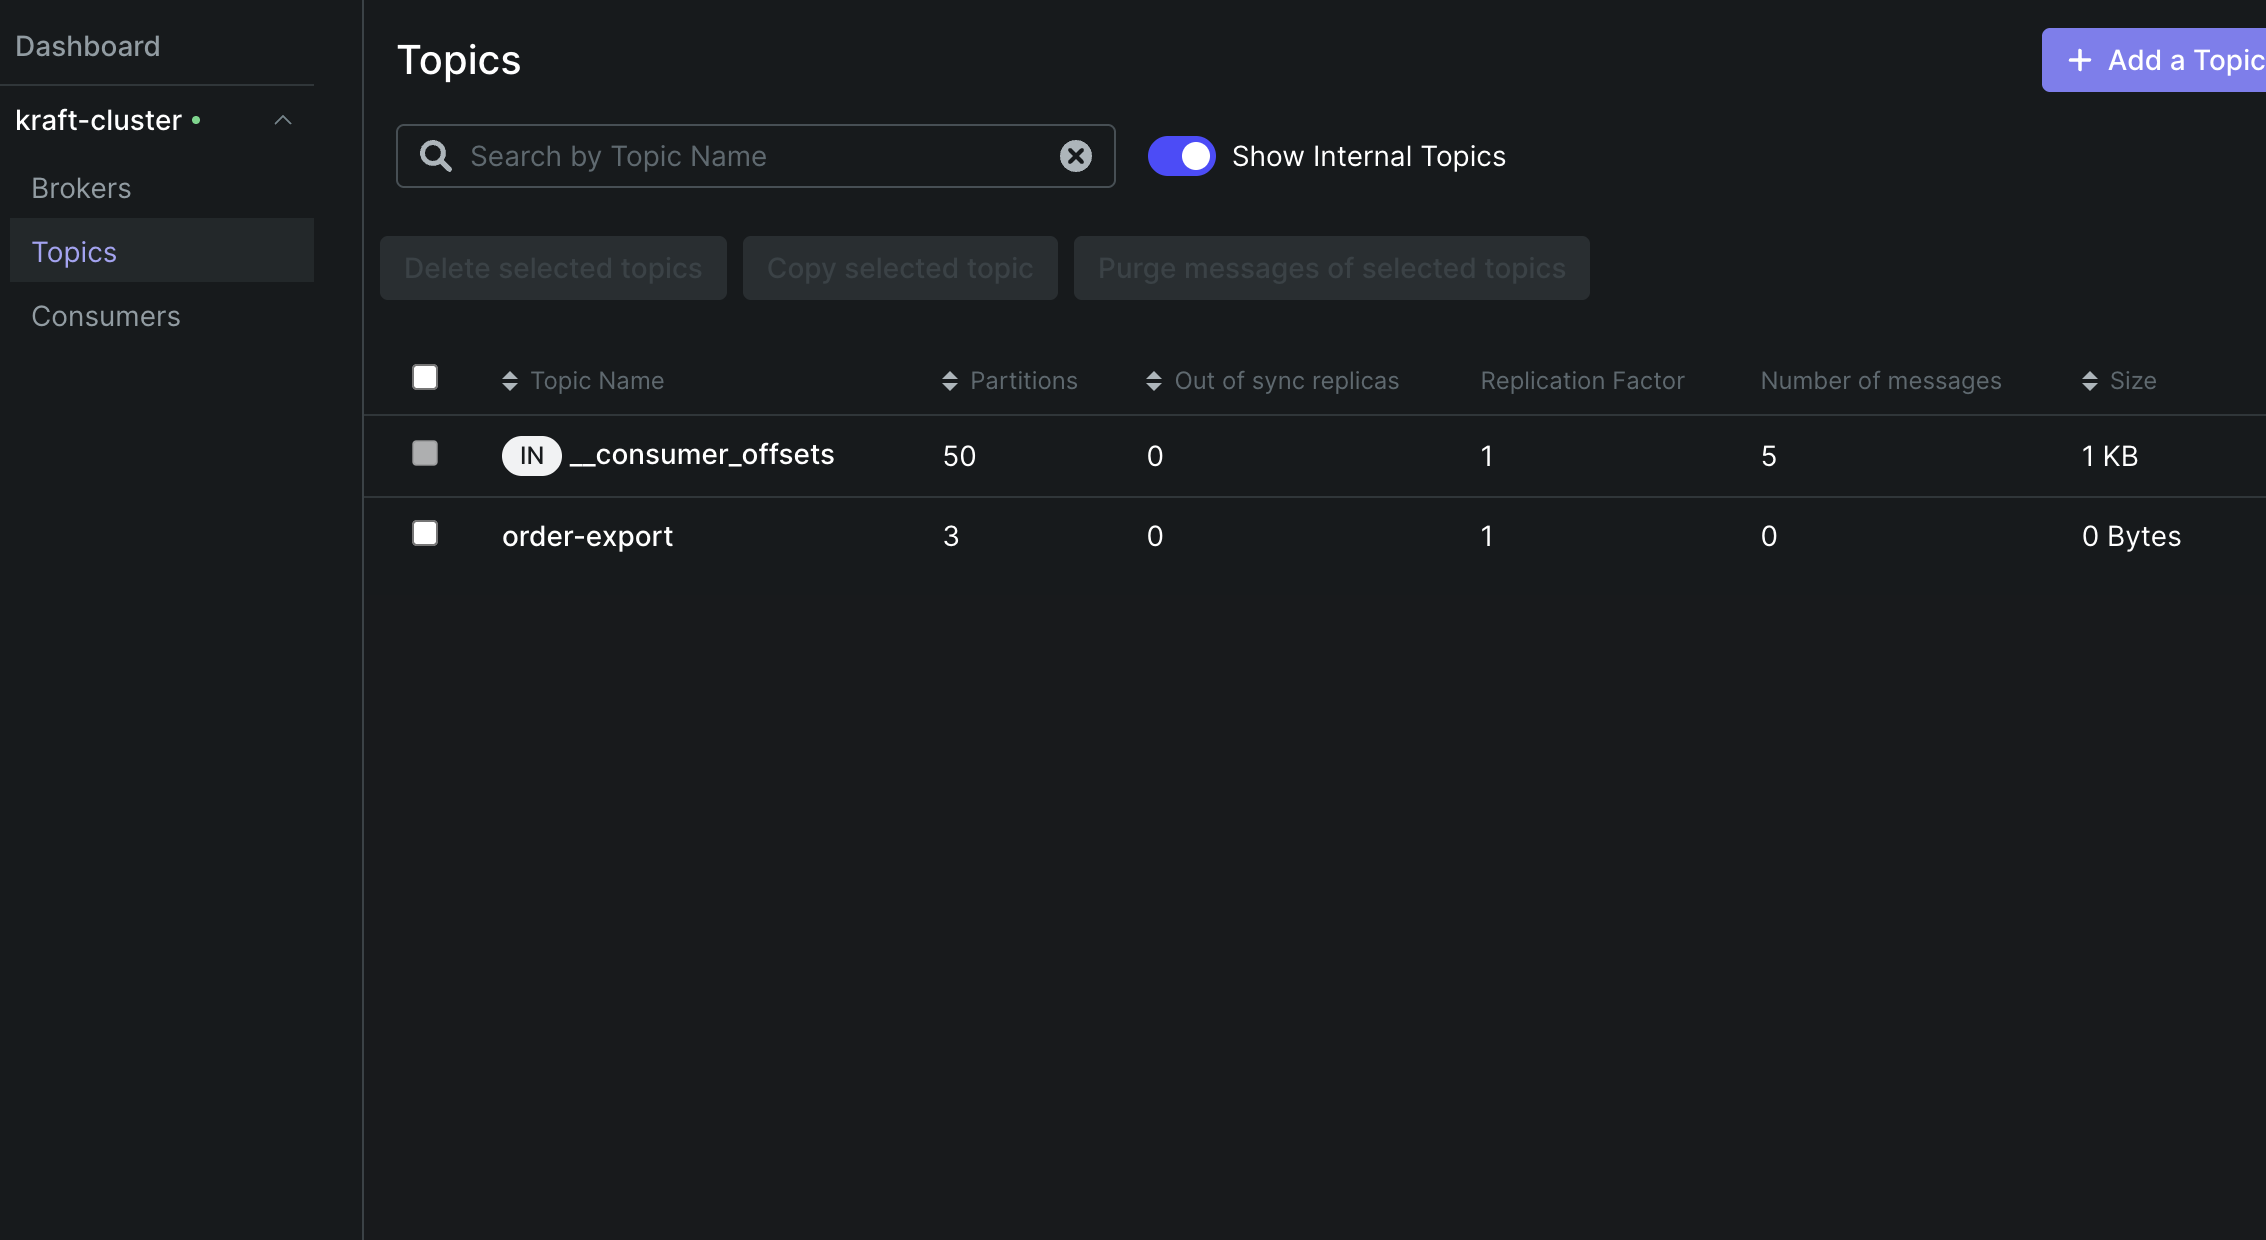 Dashboard
kraft-cluster
Brokers
Topics
Consumers
Topics
+ Add a Topic
Search by Topic Name
Show Internal Topics
Delete selected topics Copy selected topic Purge messages of selected topics
Topic Name Partitions Out of sync replicas Replication Factor Number of messages Size
IN __consumer_offsets 50 0 1 5 1 KB
order-export 3 0 1 0 0 Bytes